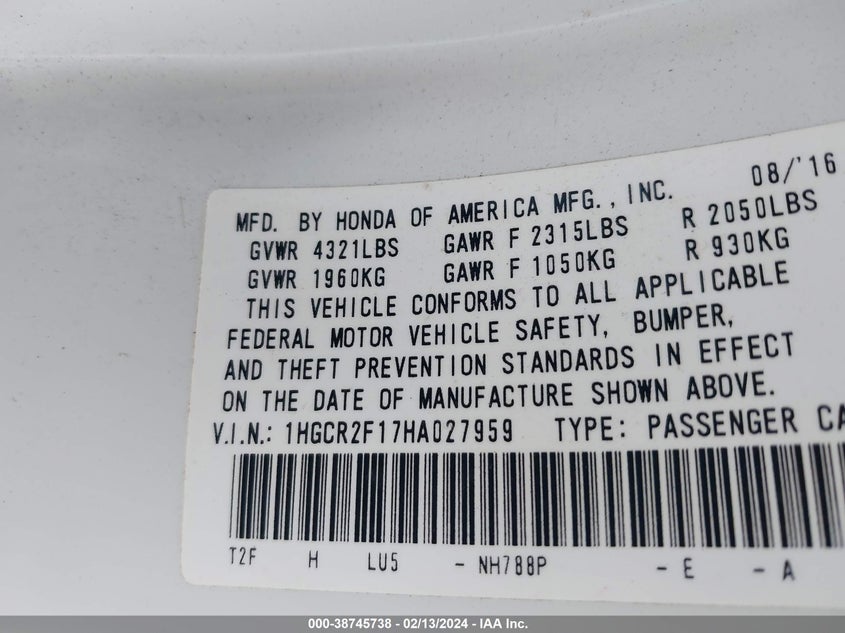 08/'16
MFD. BY HONDA OF AMERICA MFG., INC.
GVWR 4321LBS GAWR F 2315LBS R 2050LBS
GVWR 1960KG GAWR F 1050KG R 930KG
THIS VEHICLE CONFORMS TO ALL APPLICABLE
FEDERAL MOTOR VEHICLE SAFETY, BUMPER,
AND THEFT PREVENTION STANDARDS IN EFFECT
ON THE DATE OF MANUFACTURE SHOWN ABOVE.
V.I.N.: 1HGCR2F17HA027959 TYPE: PASSENGER CA
T2F H LU5 - NH788P - E - A
000-38745738 - 02/13/2024 - IAA Inc.